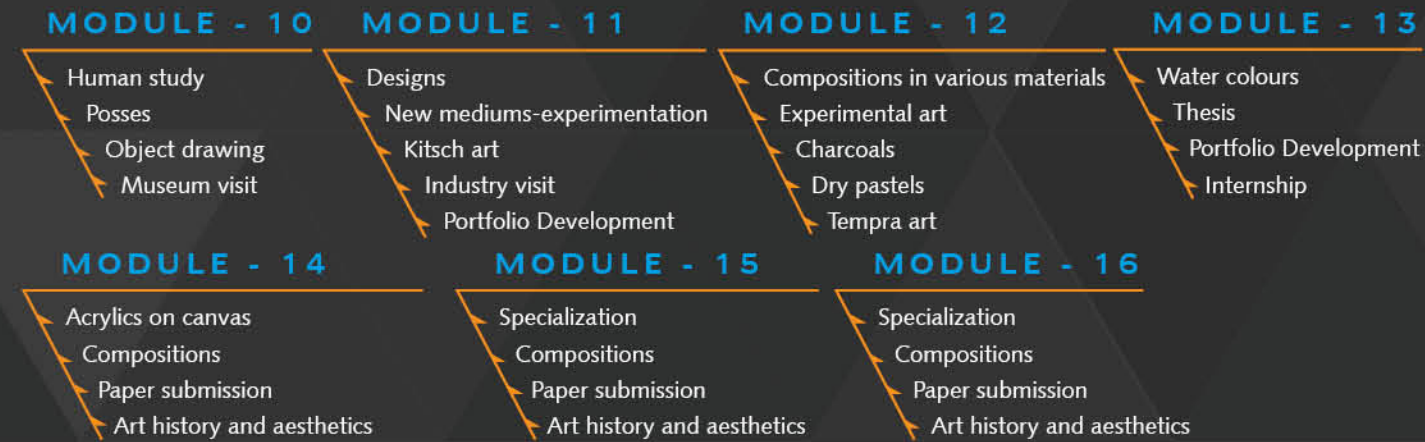 MODULE - 10
Human study
Posses
Object drawing
Museum visit
MODULE - 11
Designs
New mediums-experimentation
Kitsch art
Industry visit
Portfolio Development
MODULE - 12
Compositions in various materials
Experimental art
Charcoals
Dry pastels
Tempra art
MODULE - 13
Water colours
Thesis
Portfolio Development
Internship
MODULE - 14
Acrylics on canvas
Compositions
Paper submission
Art history and aesthetics
MODULE - 15
Specialization
Compositions
Paper submission
Art history and aesthetics
MODULE - 16
Specialization
Compositions
Paper submission
Art history and aesthetics